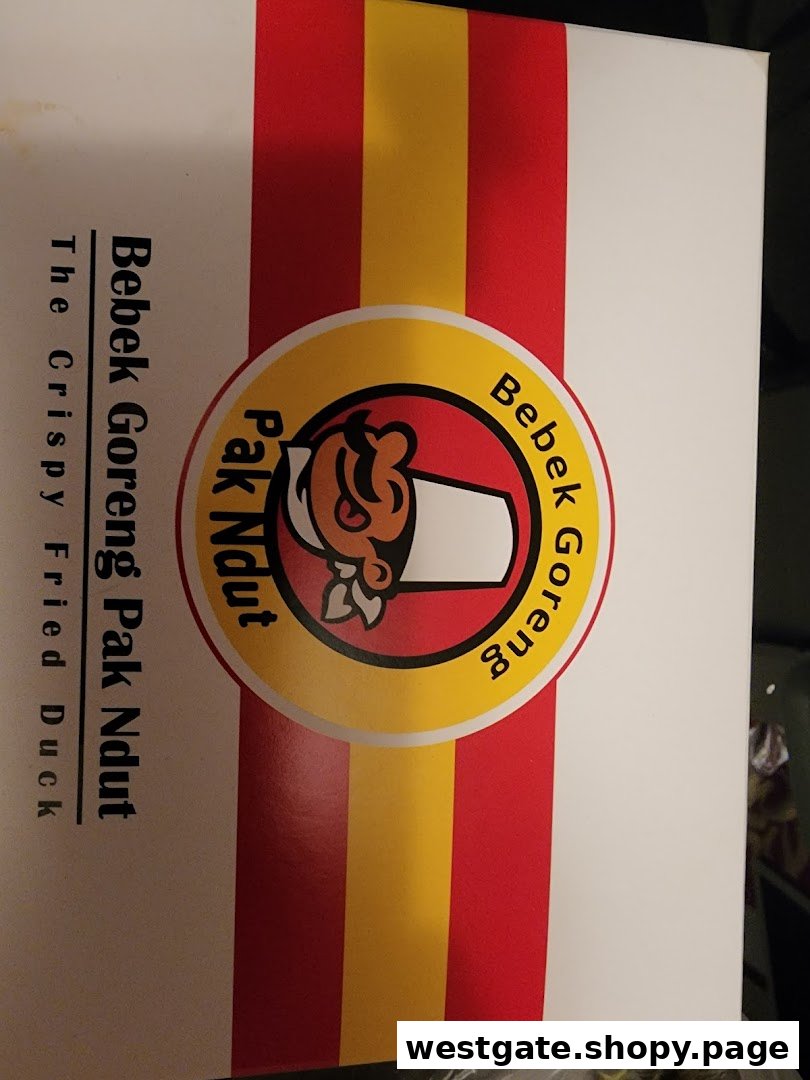 Bebek Goreng
Pak Ndut
Bebek Goreng Pak Ndut
The Crispy Fried Duck
westgate.shopy.page